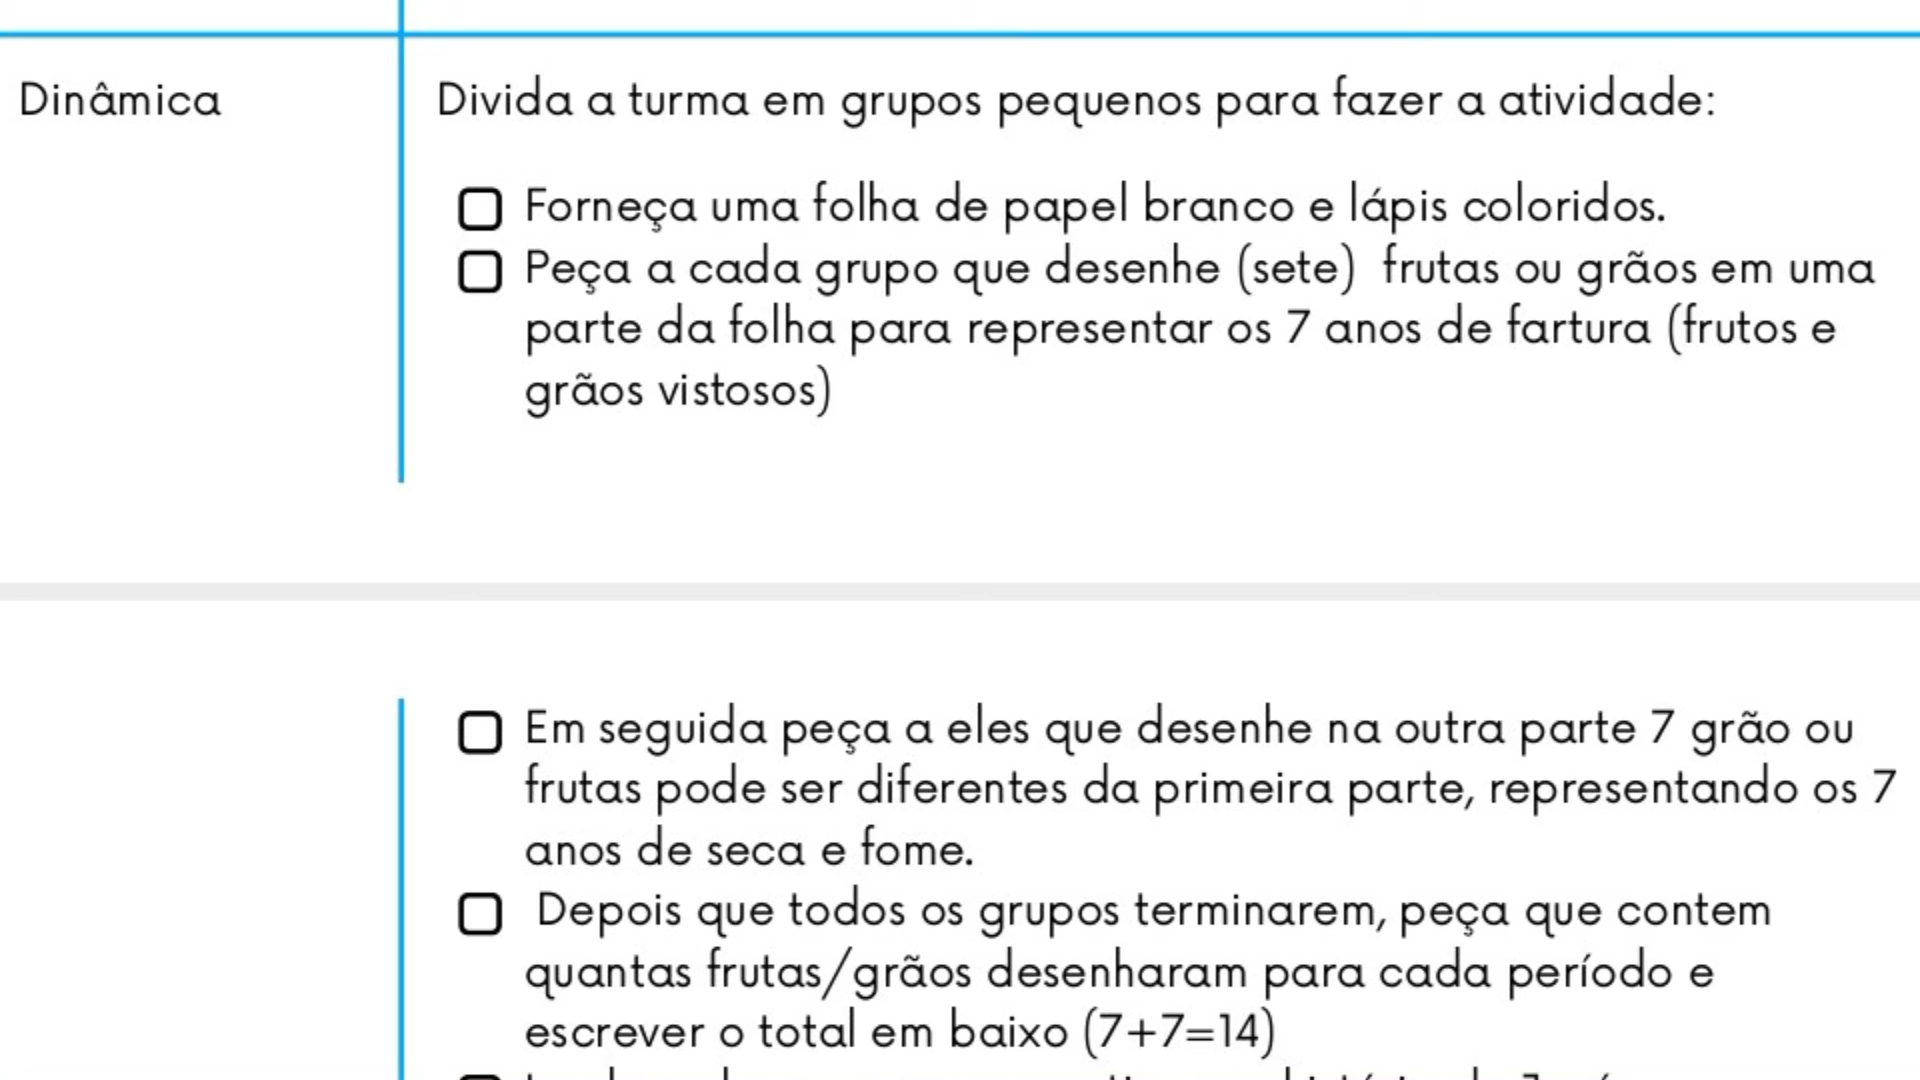 Dinâmica
Divida a turma em grupos pequenos para fazer a atividade:
Forneça uma folha de papel branco e lápis coloridos.
Peça a cada grupo que desenhe (sete)  frutas ou grãos em uma
parte da folha para representar os 7 anos de fartura (frutos e
grãos vistosos)
Em seguida peça a eles que desenhe na outra parte 7 grão ou
frutas pode ser diferentes da primeira parte, representando os 7
anos de seca e fome.
Depois que todos os grupos terminarem, peça que contem
quantas frutas/grãos desenharam para cada período e
escrever o total em baixo (7+7=14)